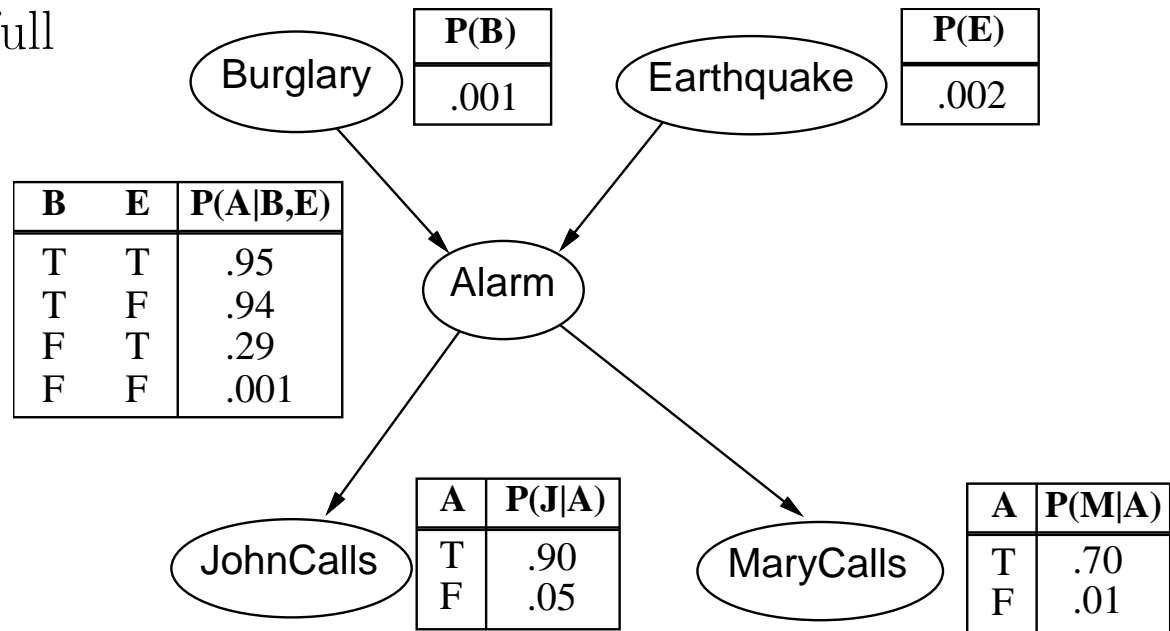 full
Burglary
P(B)
.001
Earthquake
P(E)
.002
B E P(A|B,E)
T T .95
T F .94
F T .29
F F .001
Alarm
JohnCalls
A P(J|A)
T .90
F .05
MaryCalls
A P(M|A)
T .70
F .01